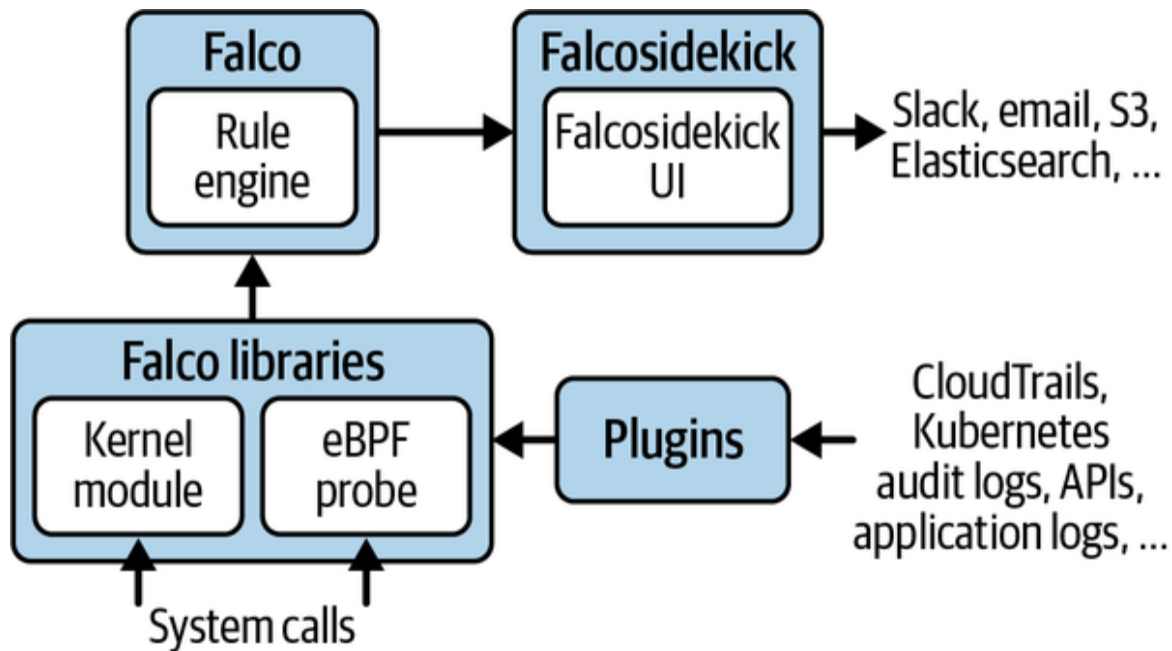 Falco
Rule
engine
Falcosidekick
Falcosidekick
UI
Slack, email, S3,
Elasticsearch, ...
Falco libraries
Kernel
module
eBPF
probe
Plugins
CloudTrails,
Kubernetes
audit logs, APIs,
application logs, ...
System calls